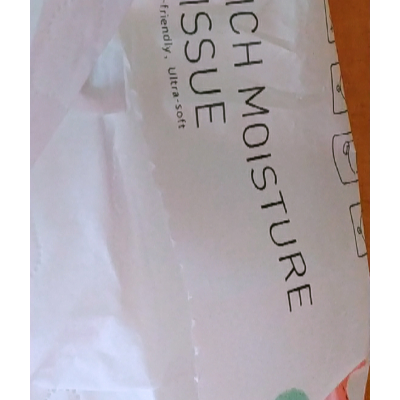 ICH MOISTURE
ISSUE
friendly, Ultra-soft